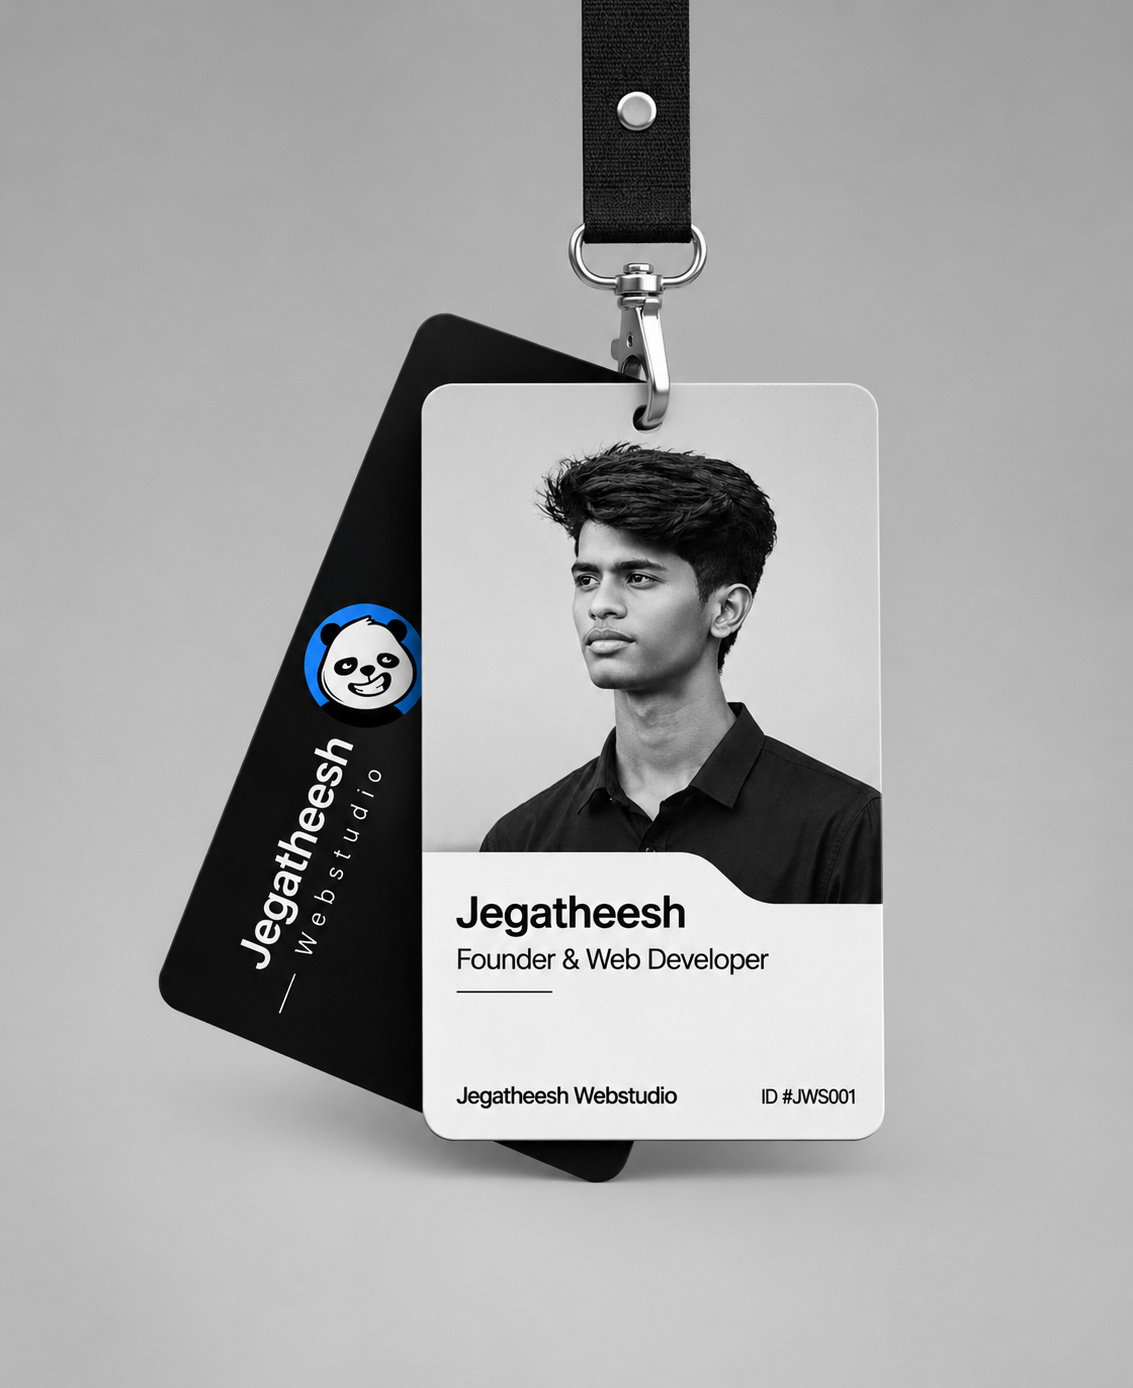 Jegatheesh
Webstudio
Jegatheesh
Founder & Web Developer
Jegatheesh Webstudio
ID #JWS001